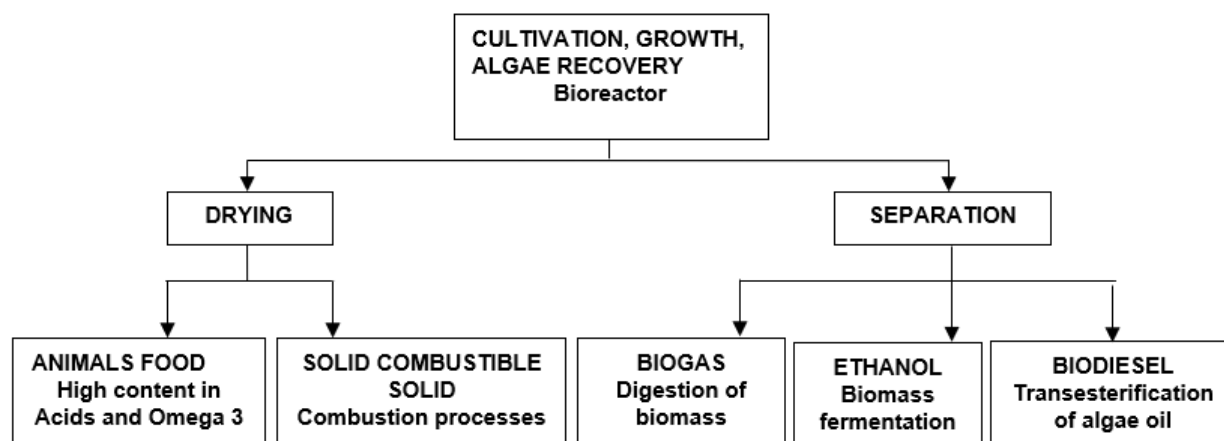 CULTIVATION, GROWTH,
ALGAE RECOVERY
Bioreactor
DRYING
SEPARATION
ANIMALS FOOD
High content in
Acids and Omega 3
SOLID COMBUSTIBLE
SOLID
Combustion processes
BIOGAS
Digestion of
biomass
ETHANOL
Biomass
fermentation
BIODIESEL
Transesterification
of algae oil